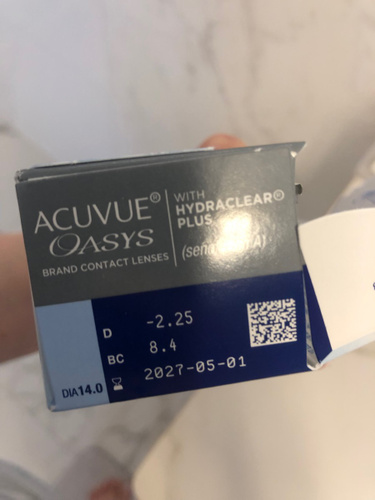 ACUVUE®
OASYS
BRAND CONTACT LENSES
WITH
HYDRACLEAR®
PLUS
D -2.25
BC 8.4
2027-05-01
DIA14.0